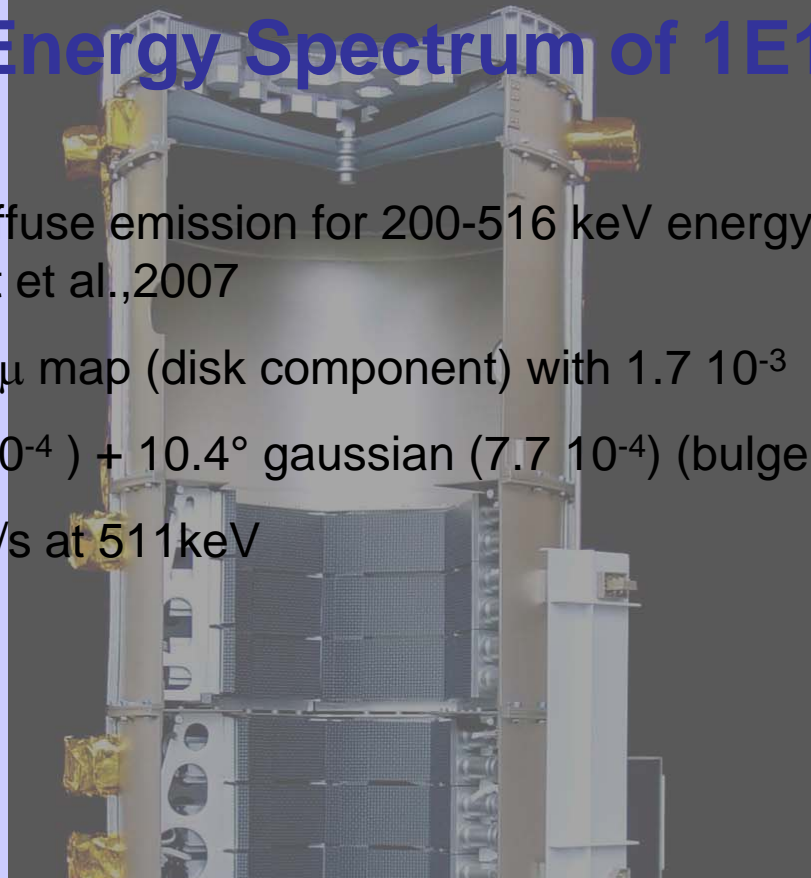 Energy Spectrum of 1E1
ffuse emission for 200-516 keV energy
t et al.,2007
μ map (disk component) with 1.7 10⁻³
0⁻⁴ ) + 10.4° gaussian (7.7 10⁻⁴) (bulge
/s at 511keV